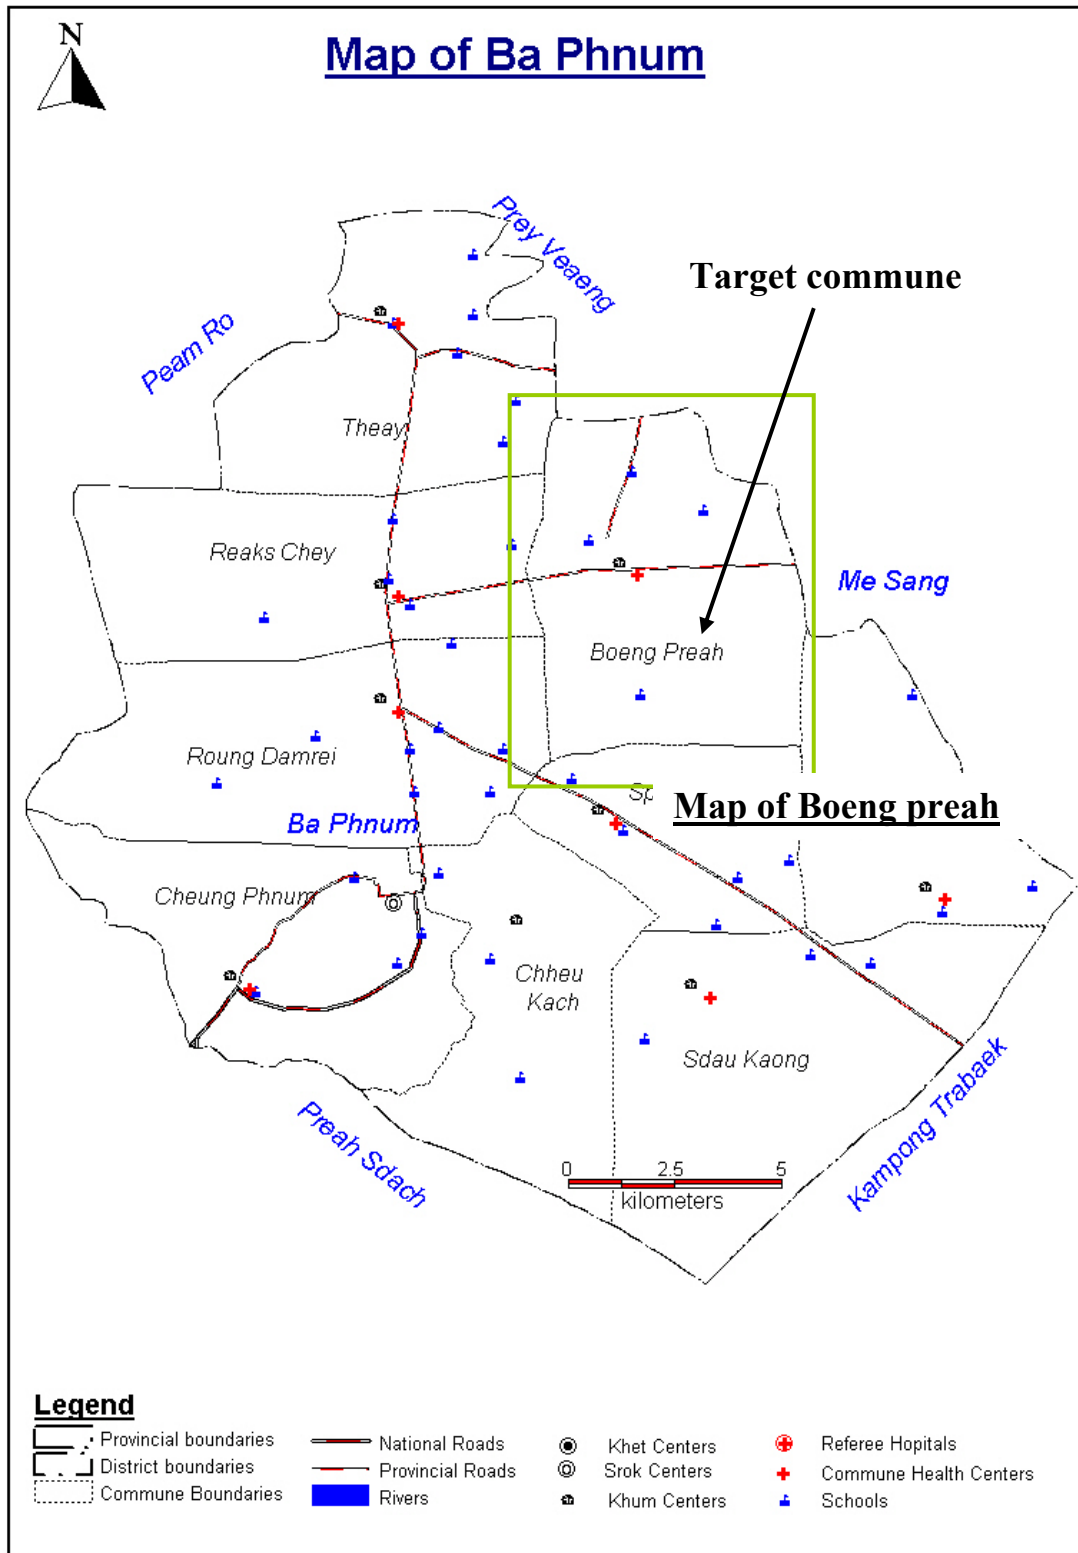 N
Map of Ba Phnum
Prey Veaeng
Target commune
Peam Ro
Theay
Reaks Chey
Me Sang
Boeng Preah
Roung Damrei
Sp
Map of Boeng preah
Ba Phnum
Cheung Phnum
Chheu
Kach
Sdau Kaong
Preah Sdach
Kampong Trabaek
0 2.5 5
kilometers
Legend
Provincial boundaries
District boundaries
Commune Boundaries
National Roads
Provincial Roads
Rivers
Khet Centers
Srok Centers
Khum Centers
Referee Hopitals
Commune Health Centers
Schools